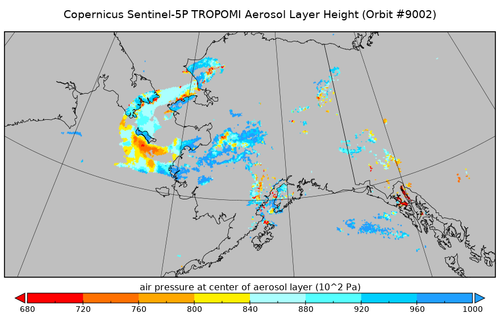 Copernicus Sentinel-5P TROPOMI Aerosol Layer Height (Orbit #9002)
air pressure at center of aerosol layer (10^2 Pa)
680 720 760 800 840 880 920 960 1000